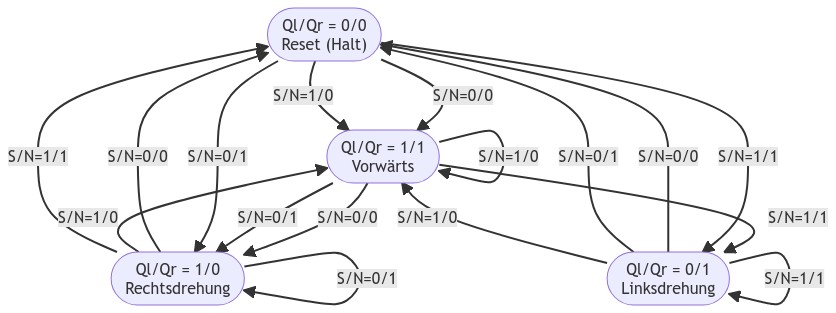 Ql/Qr = 0/0
Reset (Halt)
S/N=1/0
S/N=0/0
S/N=1/1
S/N=0/0
S/N=0/1
Ql/Qr = 1/1
Vorwärts
S/N=1/0
S/N=0/1
S/N=0/0
S/N=1/1
S/N=1/0
S/N=0/1
S/N=0/0
S/N=1/0
S/N=1/1
Ql/Qr = 1/0
Rechtsdrehung
S/N=0/1
Ql/Qr = 0/1
Linksdrehung
S/N=1/1